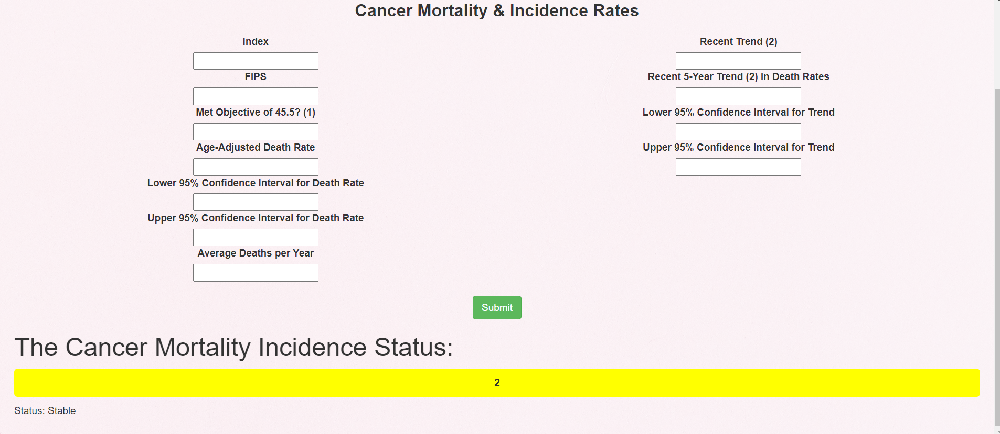 Cancer Mortality & Incidence Rates
Index
FIPS
Met Objective of 45.5? (1)
Age-Adjusted Death Rate
Lower 95% Confidence Interval for Death Rate
Upper 95% Confidence Interval for Death Rate
Average Deaths per Year
Recent Trend (2)
Recent 5-Year Trend (2) in Death Rates
Lower 95% Confidence Interval for Trend
Upper 95% Confidence Interval for Trend
Submit
The Cancer Mortality Incidence Status:
2
Status: Stable